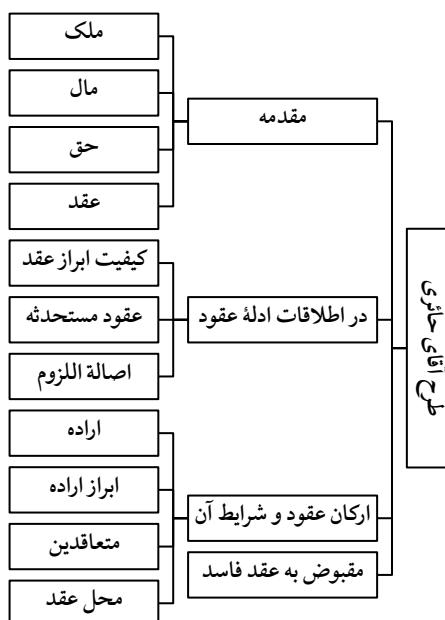 طرح آقای حائری
مقدمه
ملک
مال
حق
عقد
در اطلاقات ادلهٔ عقود
کیفیت ابراز عقد
عقود مستحدثه
اصالة اللزوم
ارکان عقود و شرایط آن
اراده
ابراز اراده
متعاقدین
محل عقد
مقبوض به عقد فاسد